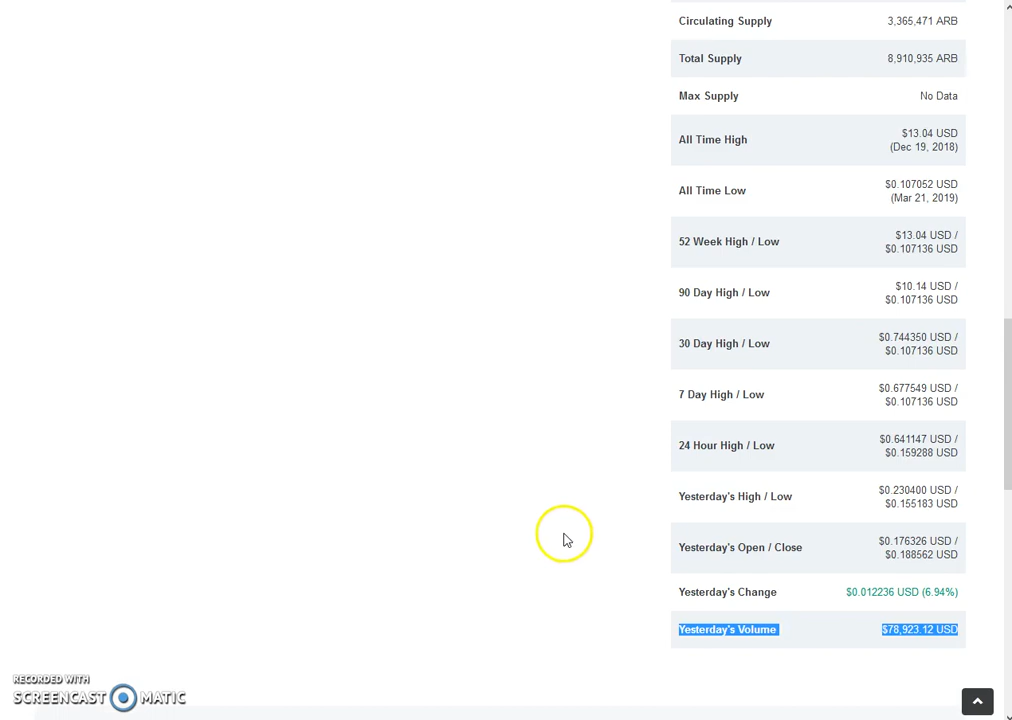 Circulating Supply 3,365,471 ARB
Total Supply 8,910,935 ARB
Max Supply No Data
All Time High $13.04 USD
(Dec 19, 2018)
All Time Low $0.107052 USD
(Mar 21, 2019)
52 Week High / Low $13.04 USD /
$0.107136 USD
90 Day High / Low $10.14 USD /
$0.107136 USD
30 Day High / Low $0.744350 USD /
$0.107136 USD
7 Day High / Low $0.677549 USD /
$0.107136 USD
24 Hour High / Low $0.641147 USD /
$0.159288 USD
Yesterday's High / Low $0.230400 USD /
$0.155183 USD
Yesterday's Open / Close $0.176326 USD /
$0.188562 USD
Yesterday's Change $0.012236 USD (6.94%)
Yesterday's Volume $78,923.12 USD
RECORDED WITH
SCREENCAST MATIC